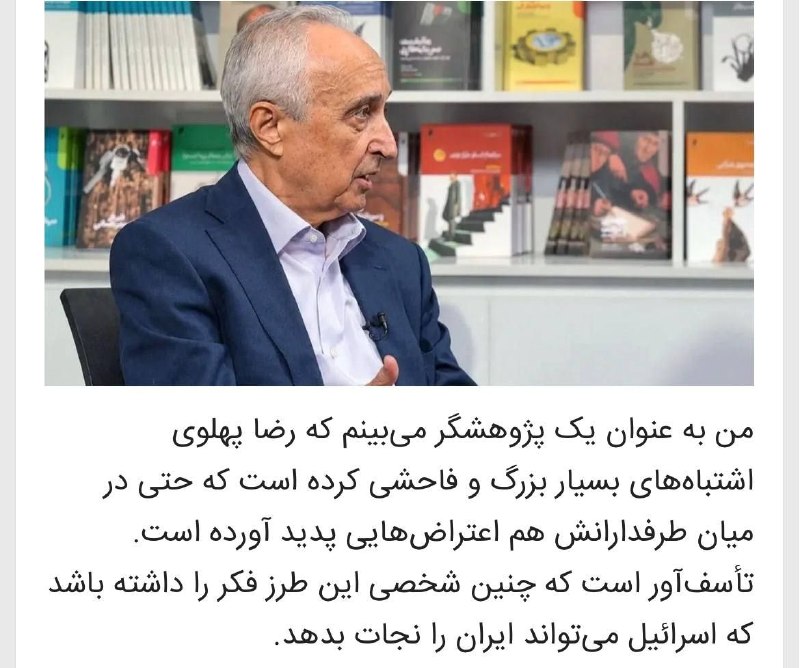 من به عنوان یک پژوهشگر می‌بینم که رضا پهلوی
اشتباه‌های بسیار بزرگ و فاحشی کرده است که حتی در
میان طرفدارانش هم اعتراض‌هایی پدید آورده است.
تأسف‌آور است که چنین شخصی این طرز فکر را داشته باشد
که اسرائیل می‌تواند ایران را نجات بدهد.